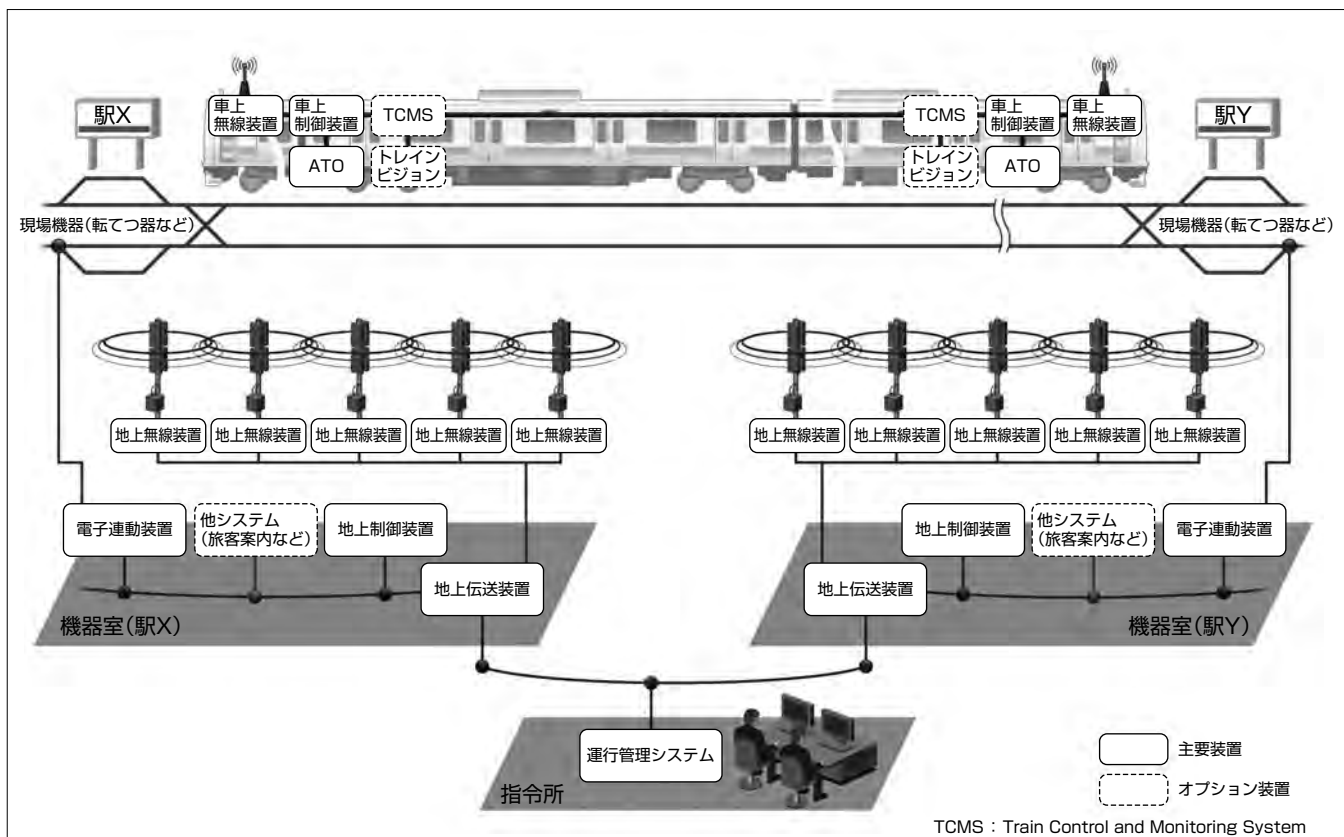 駅X
車上
無線装置
車上
制御装置
TCMS
ATO
トレイン
ビジョン
TCMS
車上
制御装置
車上
無線装置
トレイン
ビジョン
ATO
駅Y
現場機器(転てつ器など)
現場機器(転てつ器など)
地上無線装置
地上無線装置
地上無線装置
地上無線装置
地上無線装置
地上無線装置
地上無線装置
地上無線装置
地上無線装置
地上無線装置
電子連動装置
他システム
(旅客案内など)
地上制御装置
地上伝送装置
機器室(駅X)
地上制御装置
他システム
(旅客案内など)
電子連動装置
地上伝送装置
機器室(駅Y)
運行管理システム
指令所
主要装置
オプション装置
TCMS：Train Control and Monitoring System